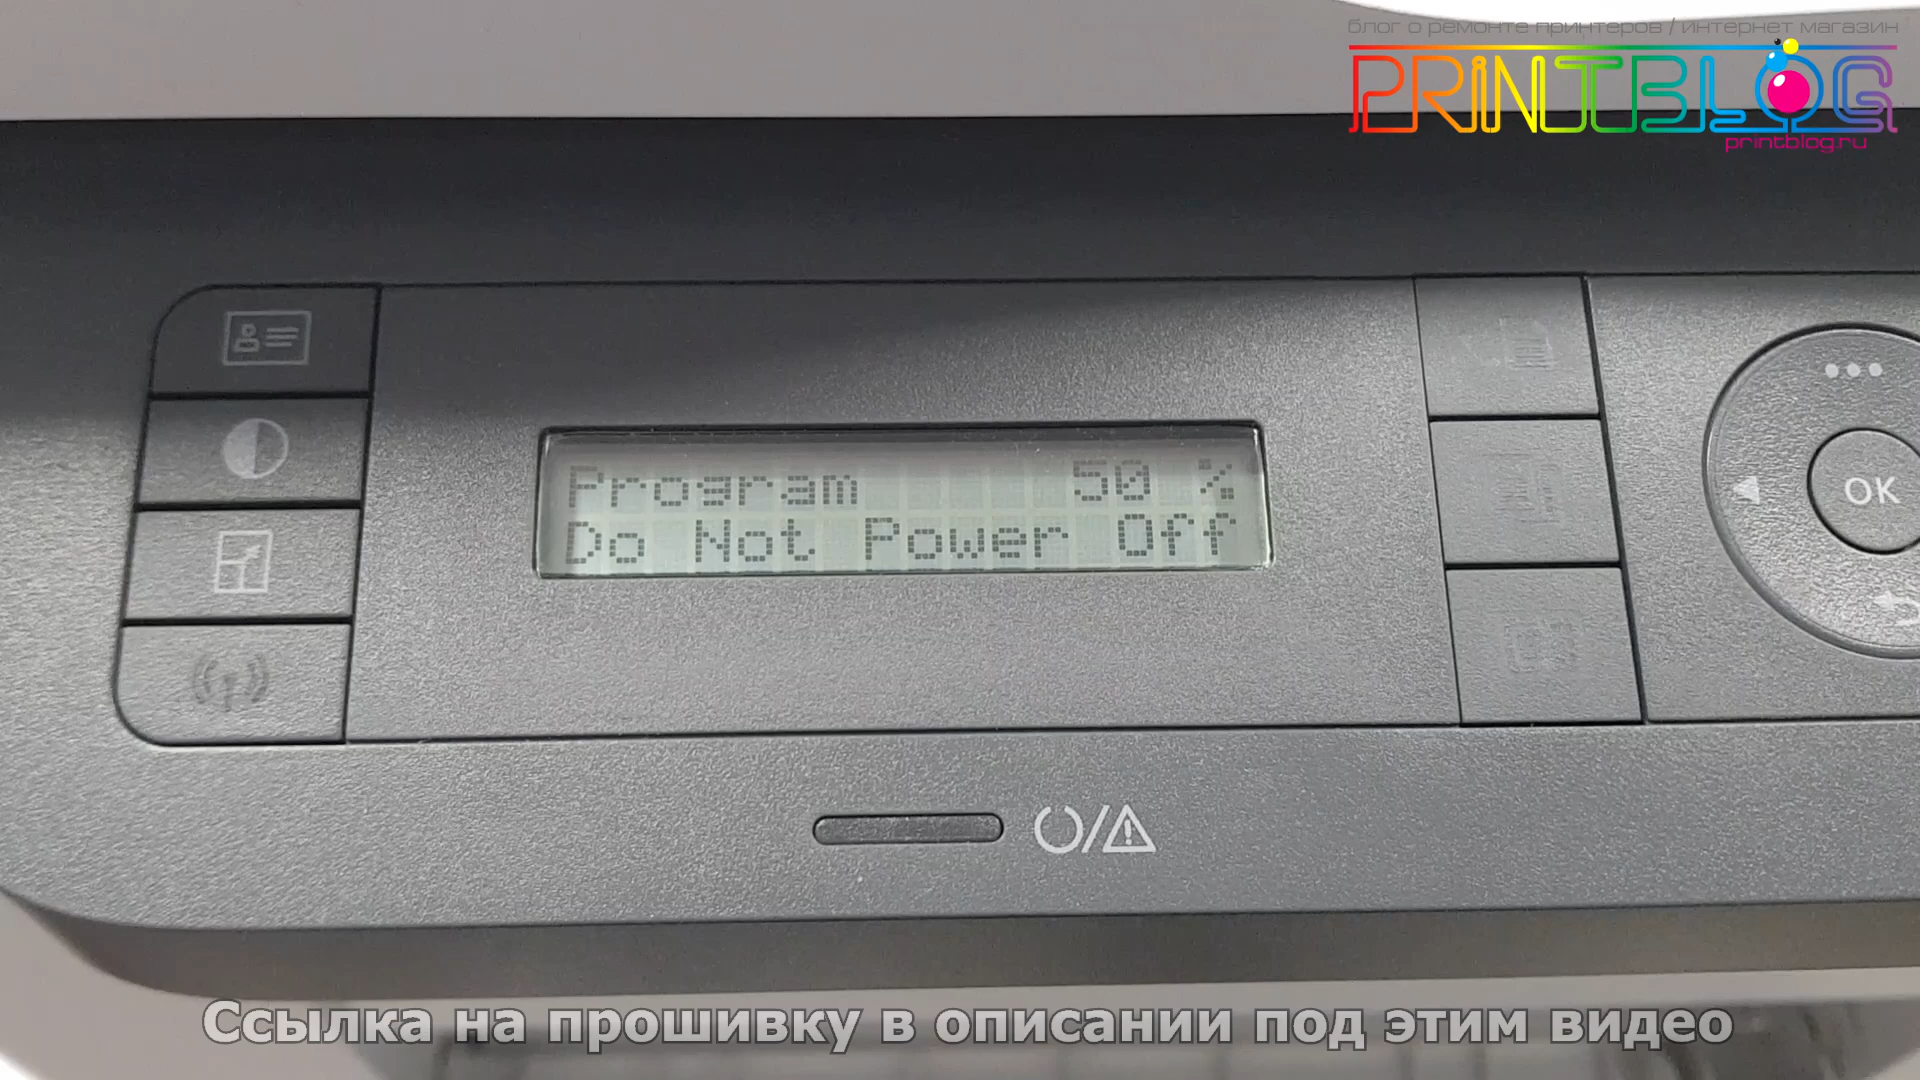 блог о ремонте принтеров / интернет магазин
PRINTBLOG
printblog.ru
Program 50 %
Do Not Power Off
OK
Ссылка на прошивку в описании под этим видео